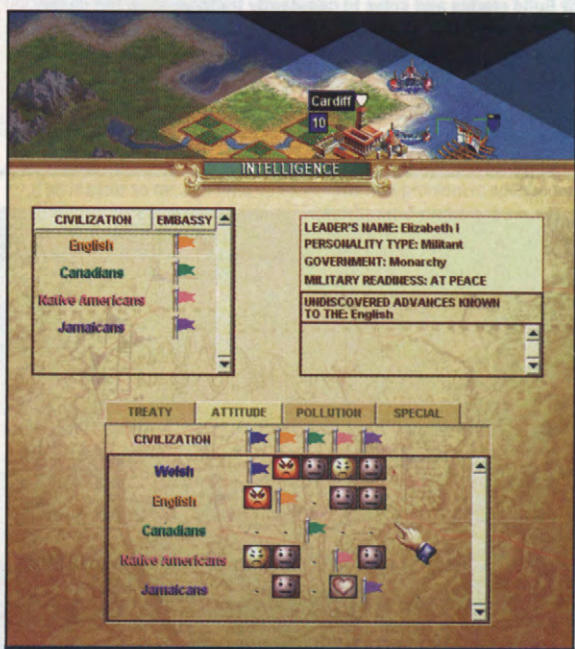 Cardiff
10
INTELLIGENCE
CIVILIZATION EMBASSY
English
Canadians
Native Americans
Jamaicans
LEADER'S NAME: Elizabeth I
PERSONALITY TYPE: Militant
GOVERNMENT: Monarchy
MILITARY READINESS: AT PEACE
UNDISCOVERED ADVANCES KNOWN
TO THE: English
TREATY ATTITUDE POLLUTION SPECIAL
CIVILIZATION
Welsh
English
Canadians
Native Americans
Jamaicans